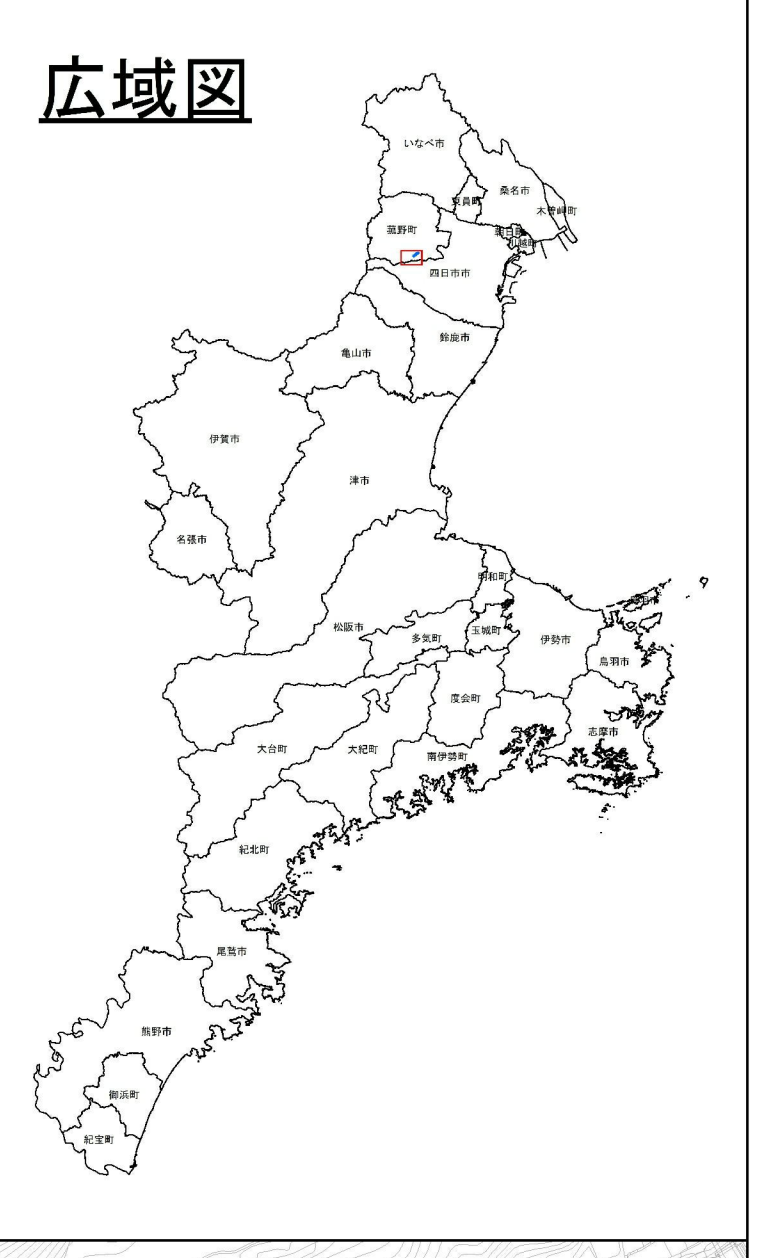 広域図
いなべ市
桑名市
東員町
木曽岬町
菰野町
朝日町
川越町
四日市市
鈴鹿市
亀山市
伊賀市
津市
名張市
明和町
松阪市
多気町
玉城町
伊勢市
鳥羽市
度会町
志摩市
大台町
大紀町
南伊勢町
紀北町
尾鷲市
熊野市
御浜町
紀宝町